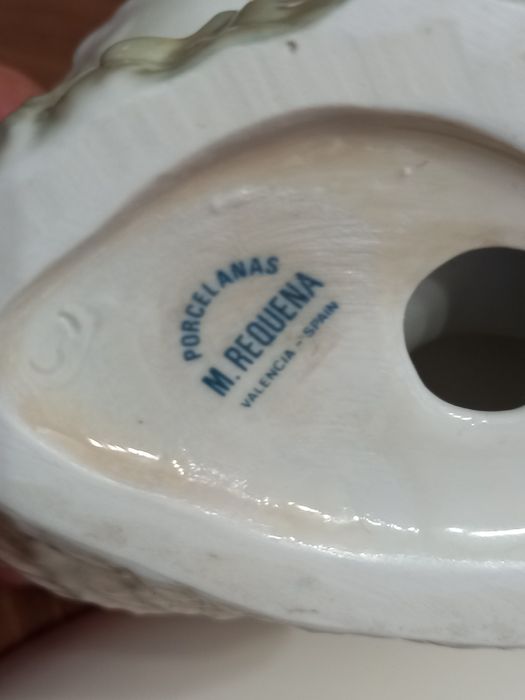 PORCELANAS
M. REQUENA
VALENCIA - SPAIN